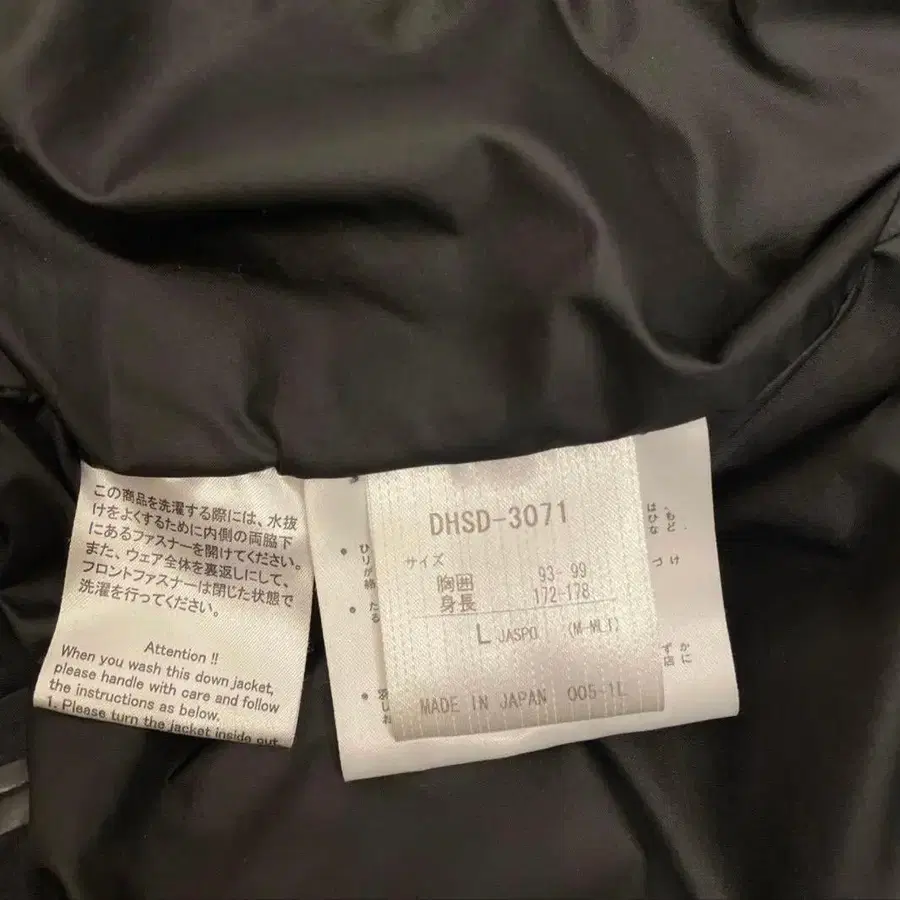 この商品を洗濯する際には、水抜
けをよくするために内側の両脇下
にあるファスナーを開けてください。
また、ウェア全体を裏返しにして、
フロントファスナーは閉じた状態で
洗濯を行ってください。
Attention !!
When you wash this down jacket,
please handle with care and follow
the instructions as below.
1. Please turn the jacket inside out.
DHSD-3071
サイズ
胸囲 93-99
身長 172-178
L JASPO (M-MLT)
MADE IN JAPAN 005-1L